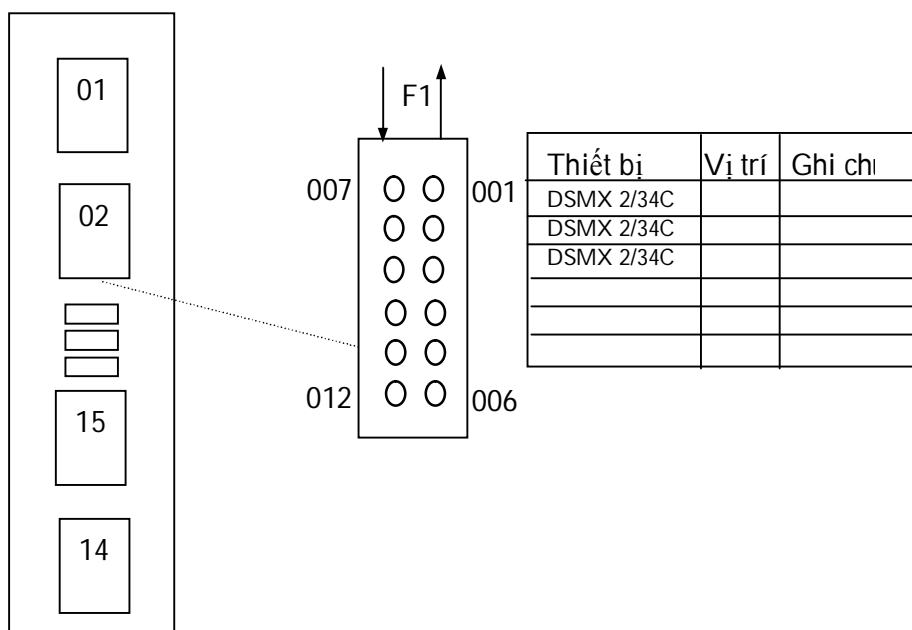 01
02
15
14
F1
007
001
012
006
Thiết bị Vị trí Ghi
DSMX 2/34C
DSMX 2/34C
DSMX 2/34C